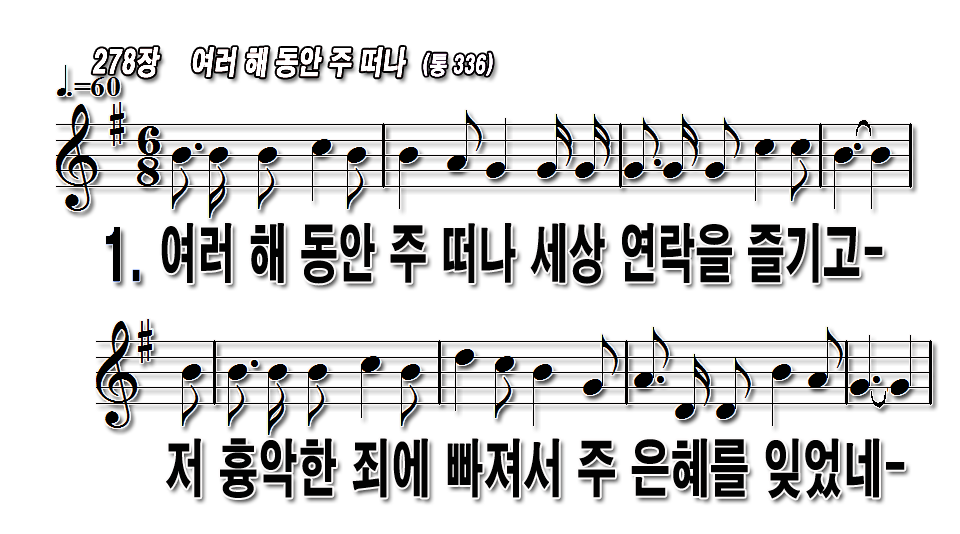 278장 여러 해 동안 주 떠나 (통 336)
♩.=60
6
8
1. 여러 해 동안 주 떠나 세상 연락을 즐기고-
저 흉악한 죄에 빠져서 주 은혜를 잊었네-